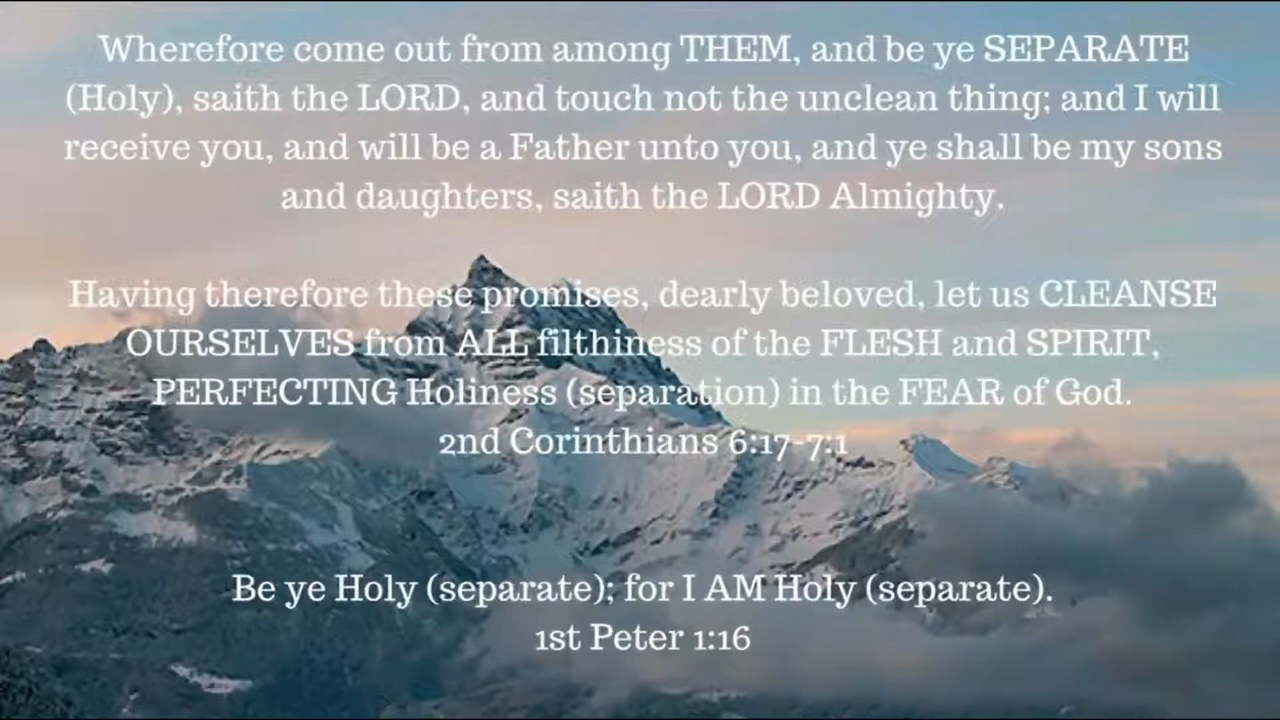 Wherefore come out from among THEM, and be ye SEPARATE
(Holy), saith the LORD, and touch not the unclean thing; and I will
receive you, and will be a Father unto you, and ye shall be my sons
and daughters, saith the LORD Almighty.
Having therefore these promises, dearly beloved, let us CLEANSE
OURSELVES from ALL filthiness of the FLESH and SPIRIT,
PERFECTING Holiness (separation) in the FEAR of God.
2nd Corinthians 6:17-7:1
Be ye Holy (separate); for I AM Holy (separate).
1st Peter 1:16